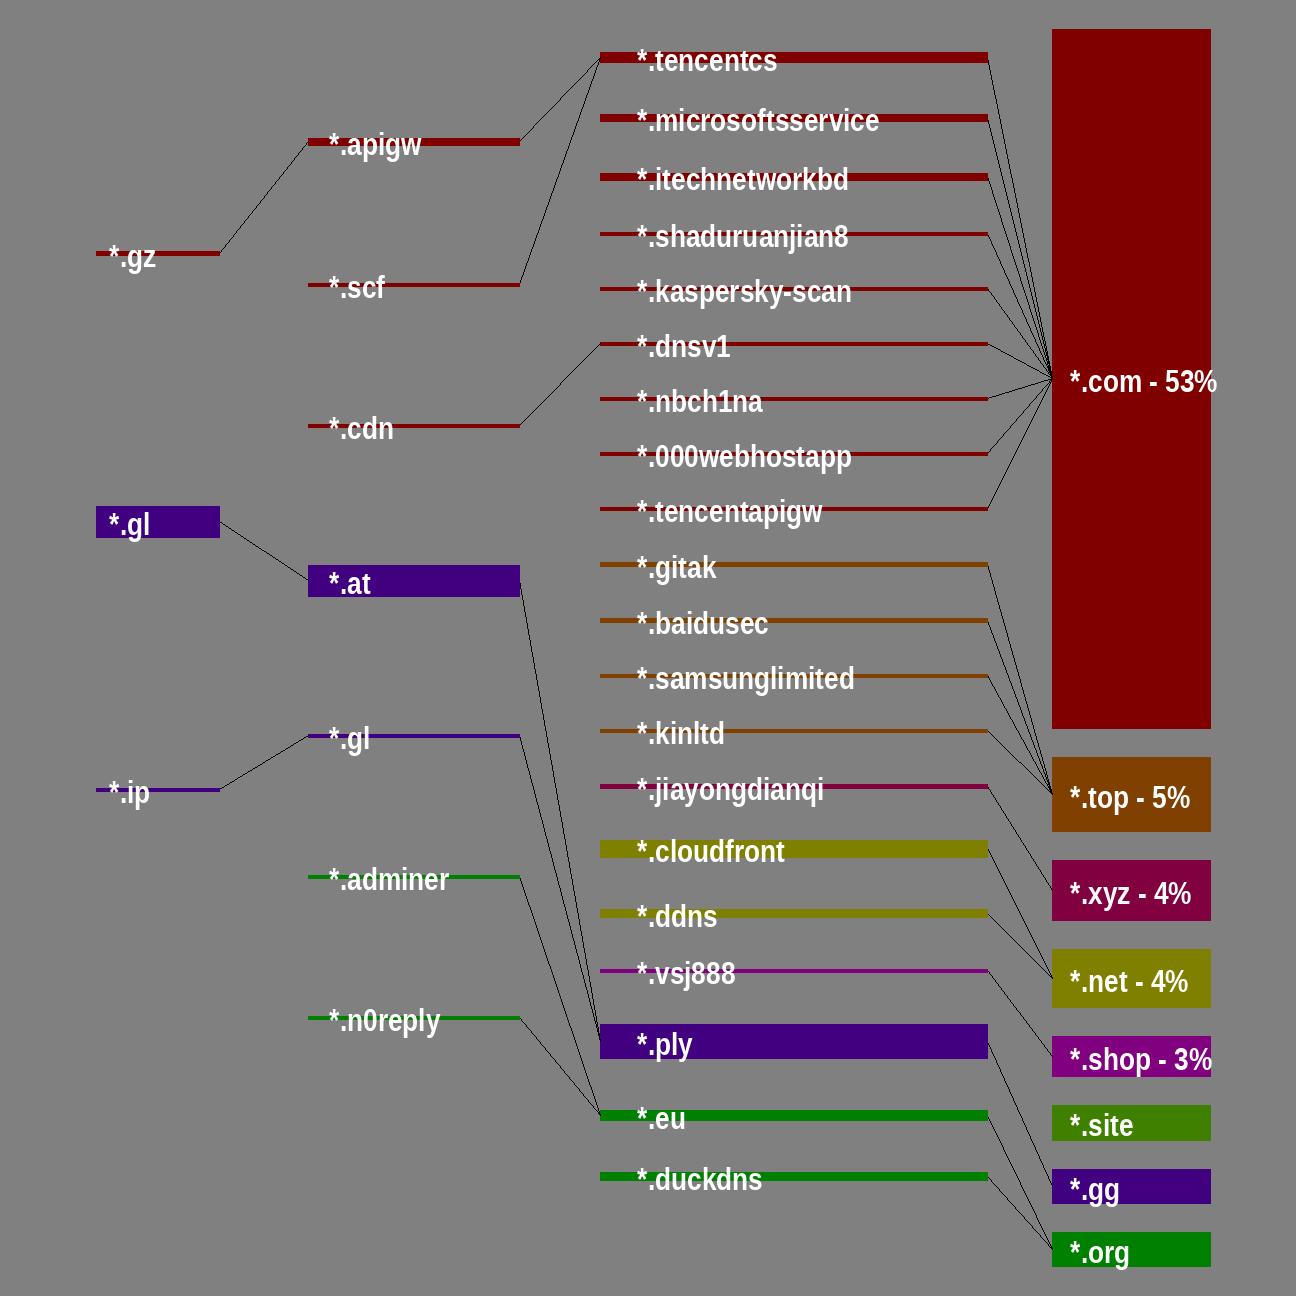 *.gz
*.gl
*.ip
*.apigw
*.scf
*.cdn
*.at
*.gl
*.adminer
*.n0reply
*.tencentcs
*.microsoftsservice
*.itechnetworkbd
*.shaduruanjian8
*.kaspersky-scan
*.dnsv1
*.nbch1na
*.000webhostapp
*.tencentapigw
*.gitak
*.baidusec
*.samsunglimited
*.kinltd
*.jiayongdianqi
*.cloudfront
*.ddns
*.vsj888
*.ply
*.eu
*.duckdns
*.com - 53%
*.top - 5%
*.xyz - 4%
*.net - 4%
*.shop - 3%
*.site
*.gg
*.org